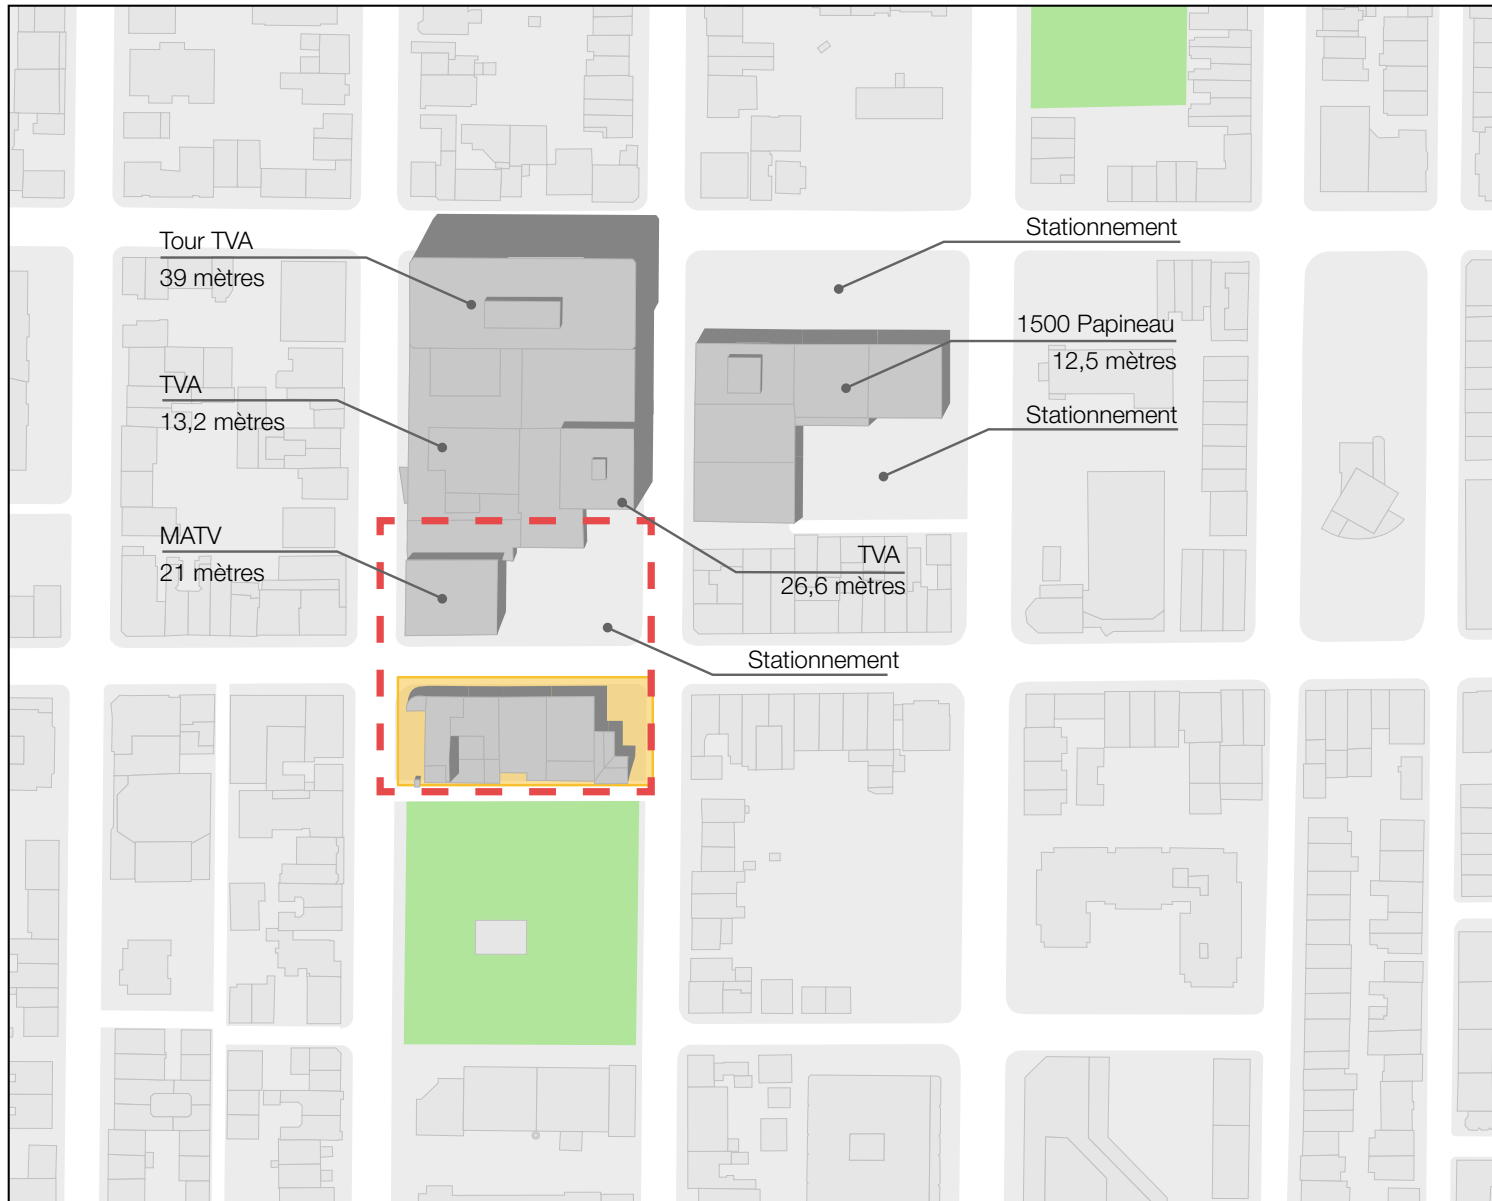 Tour TVA
39 mètres
Stationnement
1500 Papineau
12,5 mètres
TVA
13,2 mètres
Stationnement
MATV
21 mètres
TVA
26,6 mètres
Stationnement